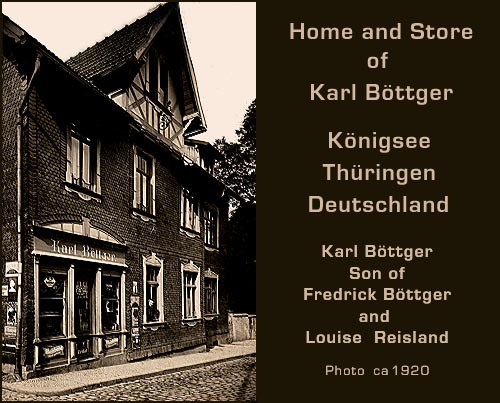 Karl Böttger
Home and Store
of
Karl Böttger
Königsee
Thüringen
Deutschland
Karl Böttger
Son of
Fredrick Böttger
and
Louise Reisland
Photo ca 1920